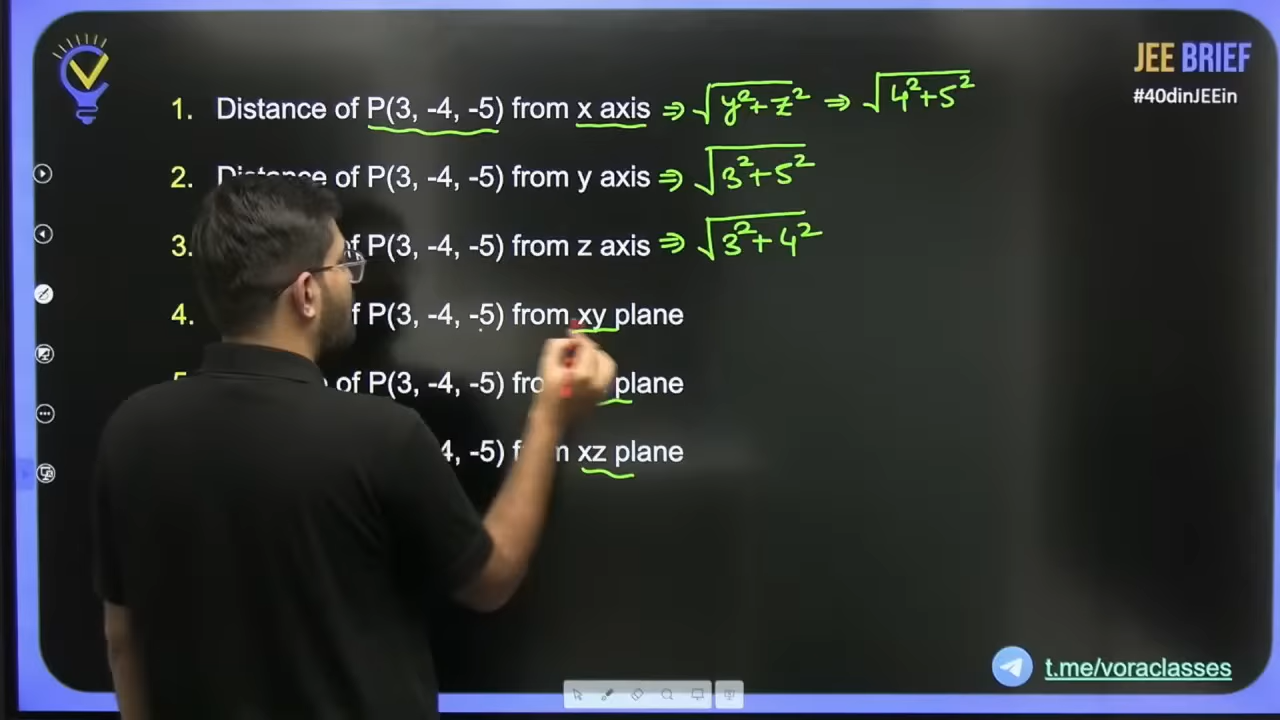 JEE BRIEF
#40dinJEEin
1. Distance of P(3, -4, -5) from x axis ⇒ √y²+z² ⇒ √4²+5²
2. Distance of P(3, -4, -5) from y axis ⇒ √3²+5²
3. of P(3, -4, -5) from z axis ⇒ √3²+4²
4. of P(3, -4, -5) from xy plane
of P(3, -4, -5) plane
-5) xz plane
t.me/voraclasses